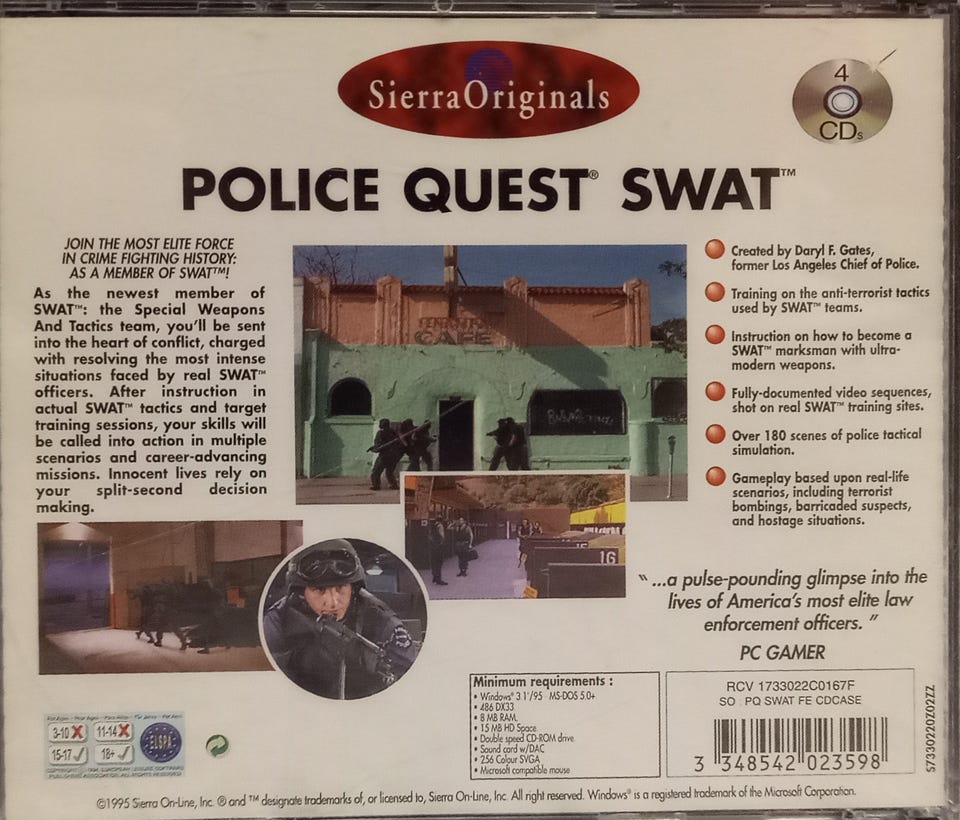 SierraOriginals
4
CDs
POLICE QUEST® SWAT™
JOIN THE MOST ELITE FORCE
IN CRIME FIGHTING HISTORY:
AS A MEMBER OF SWAT™!
As the newest member of
SWAT™: the Special Weapons
And Tactics team, you'll be sent
into the heart of conflict, charged
with resolving the most intense
situations faced by real SWAT™
officers. After instruction in
actual SWAT™ tactics and target
training sessions, your skills will
be called into action in multiple
scenarios and career-advancing
missions. Innocent lives rely on
your split-second decision
making.
CAFE
16
Created by Daryl F. Gates,
former Los Angeles Chief of Police.
Training on the anti-terrorist tactics
used by SWAT™ teams.
Instruction on how to become a
SWAT™ marksman with ultra-
modern weapons.
Fully-documented video sequences,
shot on real SWAT™ training sites.
Over 180 scenes of police tactical
simulation.
Gameplay based upon real-life
scenarios, including terrorist
bombings, barricaded suspects,
and hostage situations.
"...a pulse-pounding glimpse into the
lives of America's most elite law
enforcement officers."
PC GAMER
Minimum requirements :
• Windows® 3.1/95 MS-DOS 5.0+
• 486 DX33
• 8 MB RAM.
• 15 MB HD Space.
• Double speed CD-ROM drive.
• Sound card w/DAC
• 256 Colour SVGA
• Microsoft compatible mouse
RCV 1733022C0167F
SO : PQ SWAT FE CDCASE
3 348542 023598
S7330220Z02ZZ
3-10 11-14
15-17 18+
ELSPA
©1995 Sierra On-Line, Inc. ® and ™ designate trademarks of, or licensed to, Sierra On-Line, Inc. All right reserved. Windows® is a registered trademark of the Microsoft Corporation.